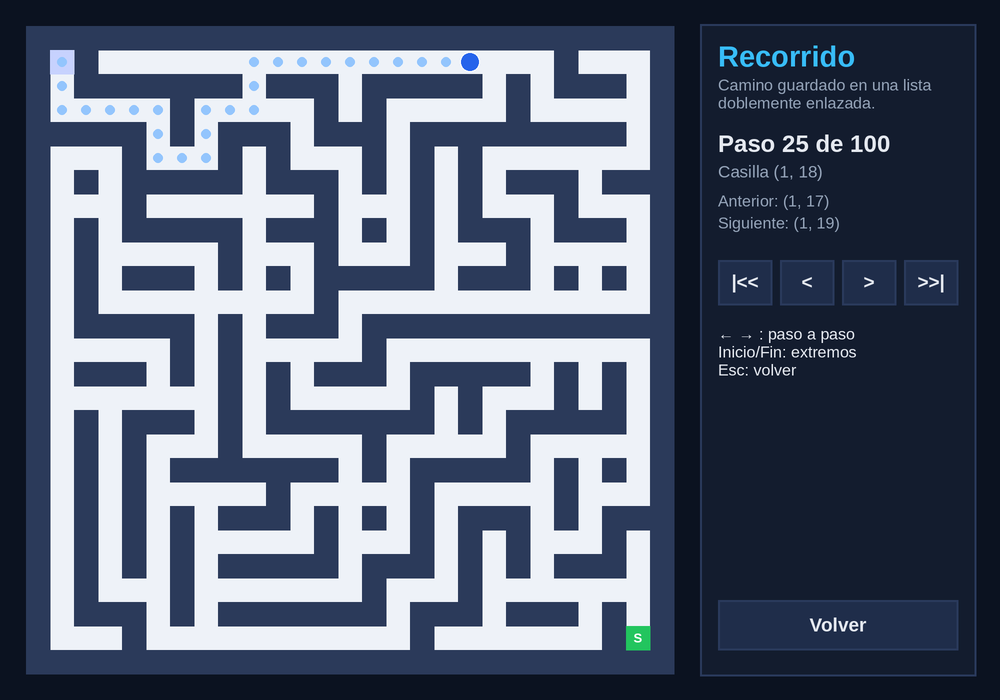 Recorrido
Camino guardado en una lista
doblemente enlazada.
Paso 25 de 100
Casilla (1, 18)
Anterior: (1, 17)
Siguiente: (1, 19)
|<< < > >>|
← → : paso a paso
Inicio/Fin: extremos
Esc: volver
Volver
S